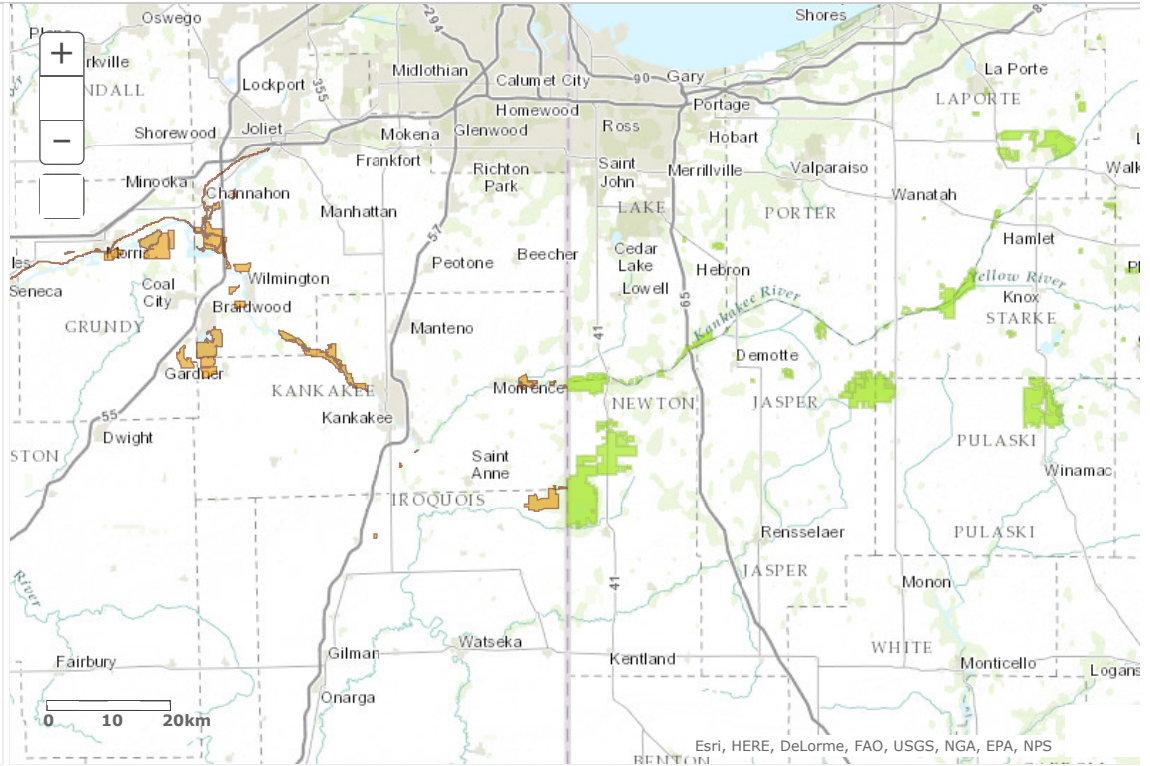 Oswego
294
Shores
rkville
Midlothian
La Porte
NDALL
Lockport
355
Calumet City
90
Gary
LAPORTE
Homewood
Portage
Shorewood
Joliet
Mokena
Glenwood
Ross
Hobart
Frankfort
Richton
Park
Saint
John
Merrillville
Valparaiso
Walk
Minooka
Channahon
Wanatah
Manhattan
LAKE
PORTER
57
Morris
Hamlet
les
Beecher
Cedar
Lake
Peotone
Hebron
Seneca
Coal
City
Wilmington
Lowell
Yellow River
65
Kankakee River
Knox
Braidwood
STARKE
GRUNDY
Manteno
41
Demotte
Gardner
KANKAKEE
Momence
NEWTON
JASPER
55
Kankakee
Dwight
PULASKI
STON
Saint
Anne
Winamac
IROQUOIS
Rensselaer
PULASKI
JASPER
River
41
Monon
Watseka
WHITE
Gilman
Kentland
Fairbury
Monticello
Logans
Onarga
0 10 20km
Esri, HERE, DeLorme, FAO, USGS, NGA, EPA, NPS
BENTON